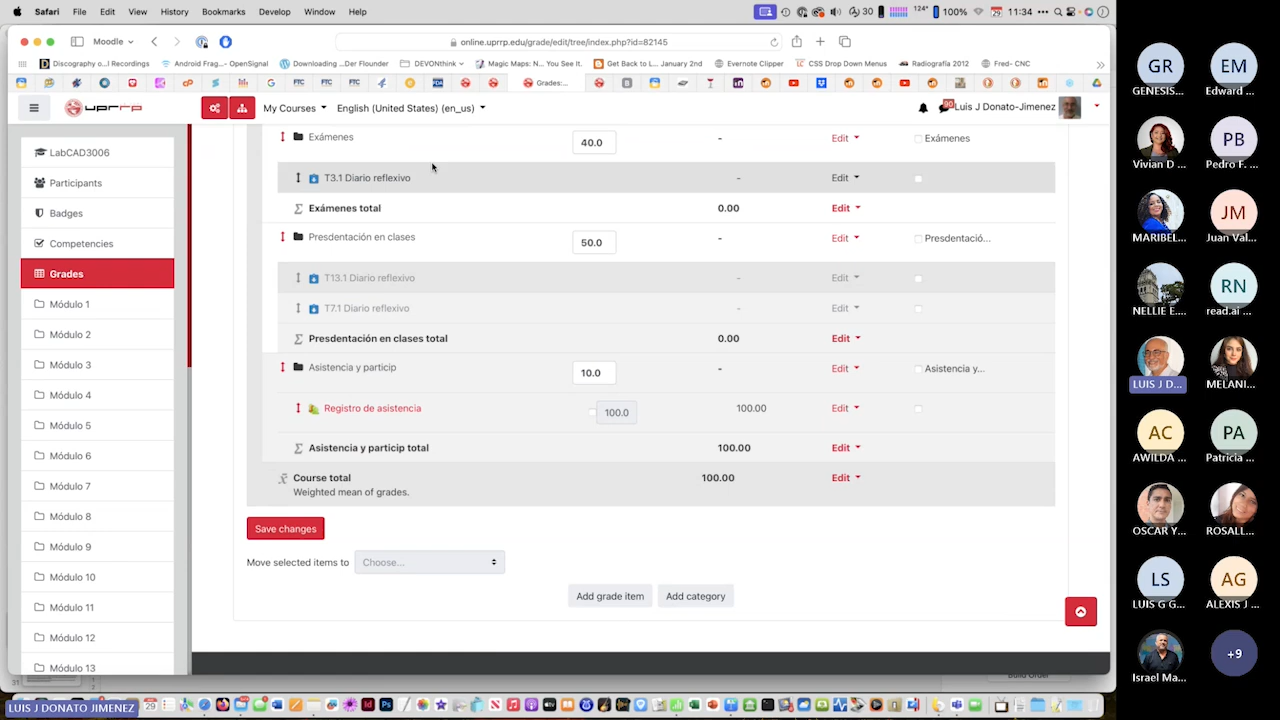 Safari File Edit View History Bookmarks Develop Window Help 30 124° 100% 29 11:34
Moodle online.uprrp.edu/grade/edit/tree/index.php?id=82145
Discography o...l Recordings Android Frag...OpenSignal Downloading ...Der Flounder DEVONthink Magic Maps: N...You See It. Get Back to L... January 2nd Evernote Clipper CSS Drop Down Menus Radiografía 2012 Fred- CNC
Grades:...
uprrp My Courses English (United States) (en_us) Luis J Donato-Jimenez
LabCAD3006
Participants
Badges
Competencies
Grades
Módulo 1
Módulo 2
Módulo 3
Módulo 4
Módulo 5
Módulo 6
Módulo 7
Módulo 8
Módulo 9
Módulo 10
Módulo 11
Módulo 12
Módulo 13
Exámenes 40.0 - Edit Exámenes
T3.1 Diario reflexivo - Edit
Exámenes total 0.00 Edit
Presdentación en clases 50.0 - Edit Presdentació...
T13.1 Diario reflexivo - Edit
T7.1 Diario reflexivo - Edit
Presdentación en clases total 0.00 Edit
Asistencia y particip 10.0 - Edit Asistencia y...
Registro de asistencia 100.0 100.00 Edit
Asistencia y particip total 100.00 Edit
Course total 100.00 Edit
Weighted mean of grades.
Save changes
Move selected items to Choose...
Add grade item Add category
Build Order
LUIS J DONATO JIMENEZ
GR EM
GENESIS... Edward ...
PB
Vivian D ... Pedro F. ...
JM
MARIBEL... Juan Val...
RN
NELLIE E.... read.ai ...
LUIS J D... MELANI...
AC PA
AWILDA ... Patricia ...
OSCAR Y... ROSALL...
LS AG
LUIS G G... ALEXIS J ...
+9
Israel Ma...